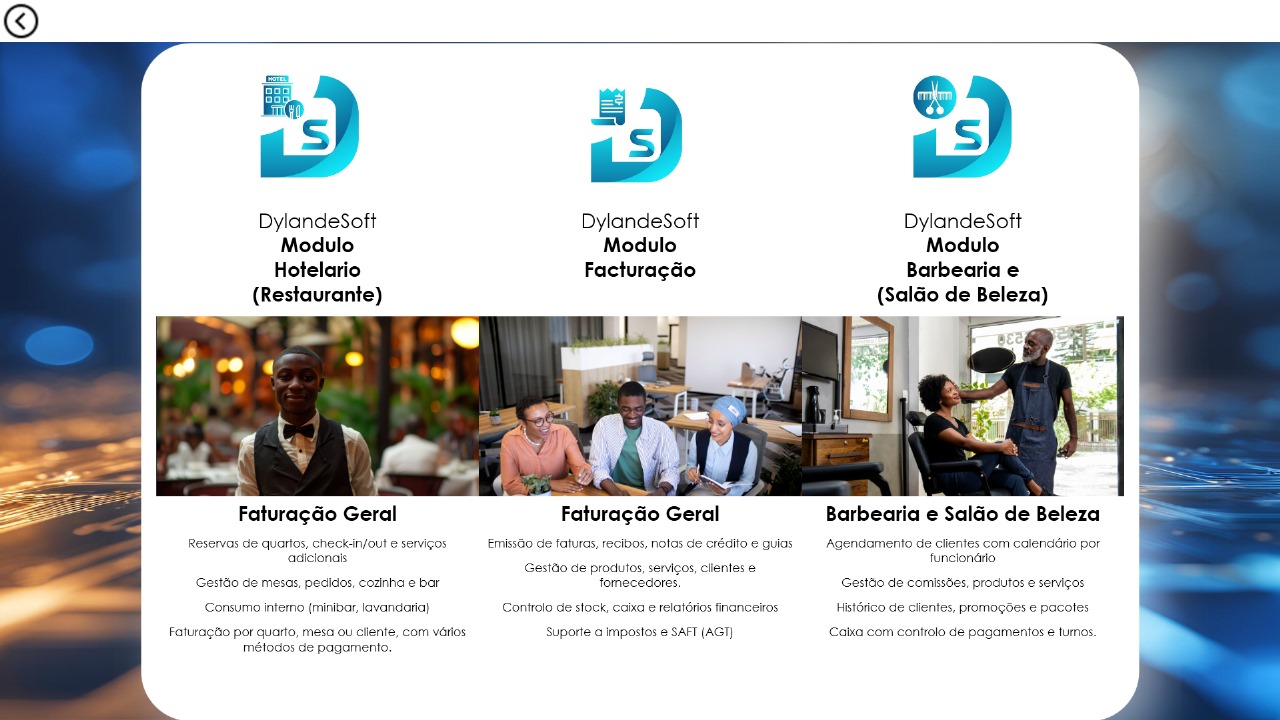 HOTEL
S
S
S
DylandeSoft
Modulo
Hotelario
(Restaurante)
DylandeSoft
Modulo
Facturação
DylandeSoft
Modulo
Barbearia e
(Salão de Beleza)
Faturação Geral
Reservas de quartos, check-in/out e serviços
adicionais
Gestão de mesas, pedidos, cozinha e bar
Consumo interno (minibar, lavandaria)
Faturação por quarto, mesa ou cliente, com vários
métodos de pagamento.
Faturação Geral
Emissão de faturas, recibos, notas de crédito e guias
Gestão de produtos, serviços, clientes e
fornecedores.
Controlo de stock, caixa e relatórios financeiros
Suporte a impostos e SAFT (AGT)
Barbearia e Salão de Beleza
Agendamento de clientes com calendário por
funcionário
Gestão de comissões, produtos e serviços
Histórico de clientes, promoções e pacotes
Caixa com controlo de pagamentos e turnos.